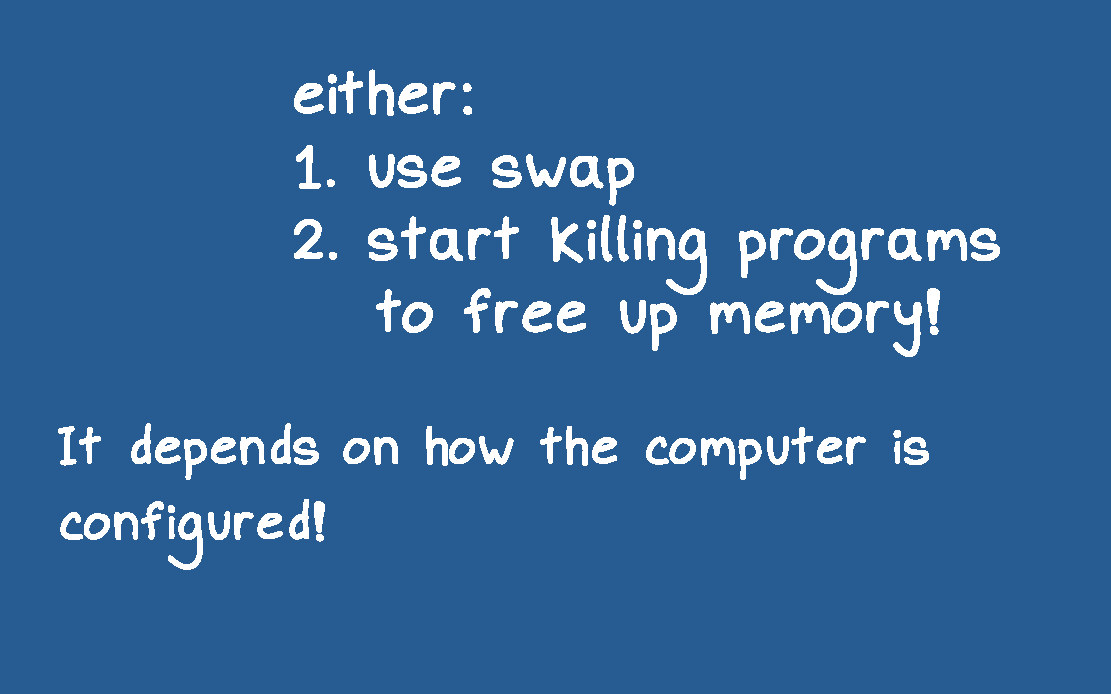 either:
1. use swap
2. start killing programs
to free up memory!
It depends on how the computer is
configured!